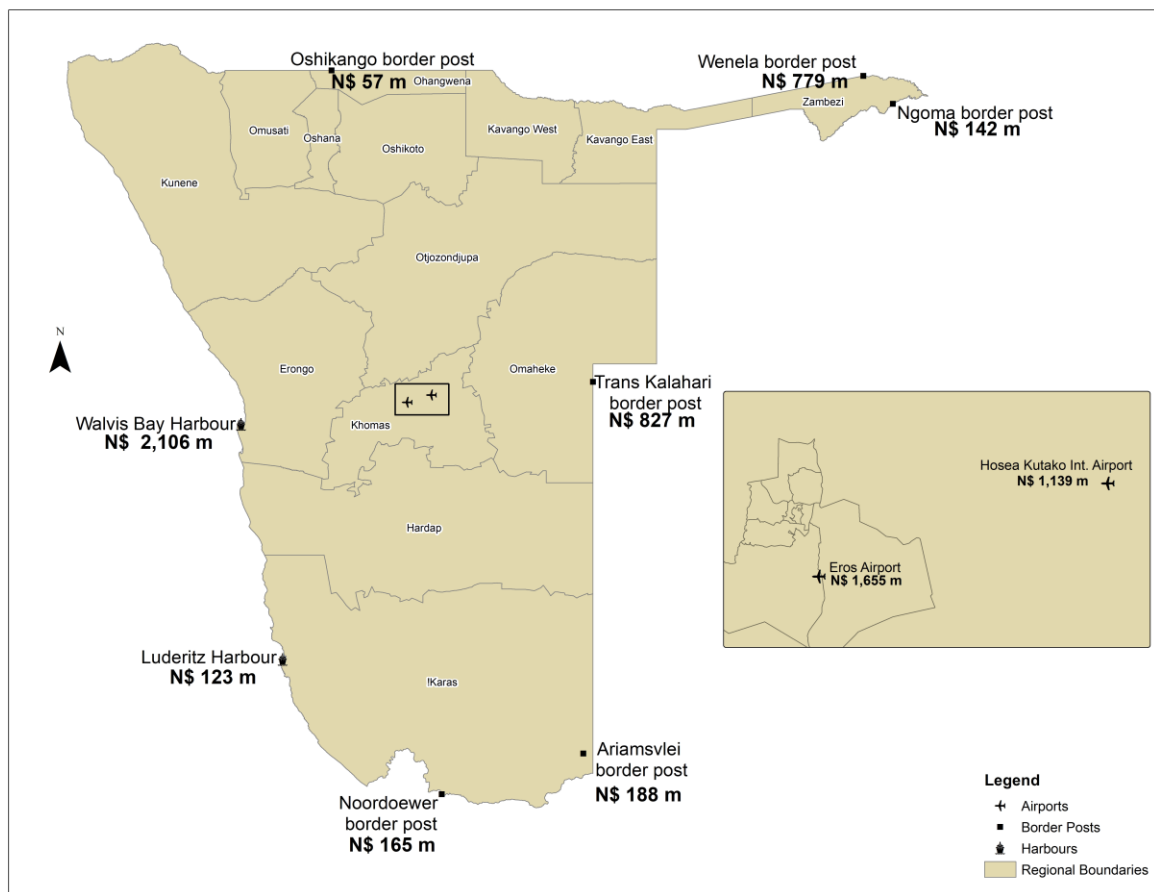 Oshikango border post
N$ 57 m
Wenela border post
N$ 779 m
Ngoma border post
N$ 142 m
Ohangwena
Zambezi
Omusati
Oshana
Oshikoto
Kavango West
Kavango East
Kunene
Otjozondjupa
N
Erongo
Omaheke
Trans Kalahari
border post
N$ 827 m
Walvis Bay Harbour
N$ 2,106 m
Khomas
Hardap
Hosea Kutako Int. Airport
N$ 1,139 m
Eros Airport
N$ 1,655 m
Luderitz Harbour
N$ 123 m
!Karas
Ariamsvlei
border post
N$ 188 m
Noordoewer
border post
N$ 165 m
Legend
Airports
Border Posts
Harbours
Regional Boundaries